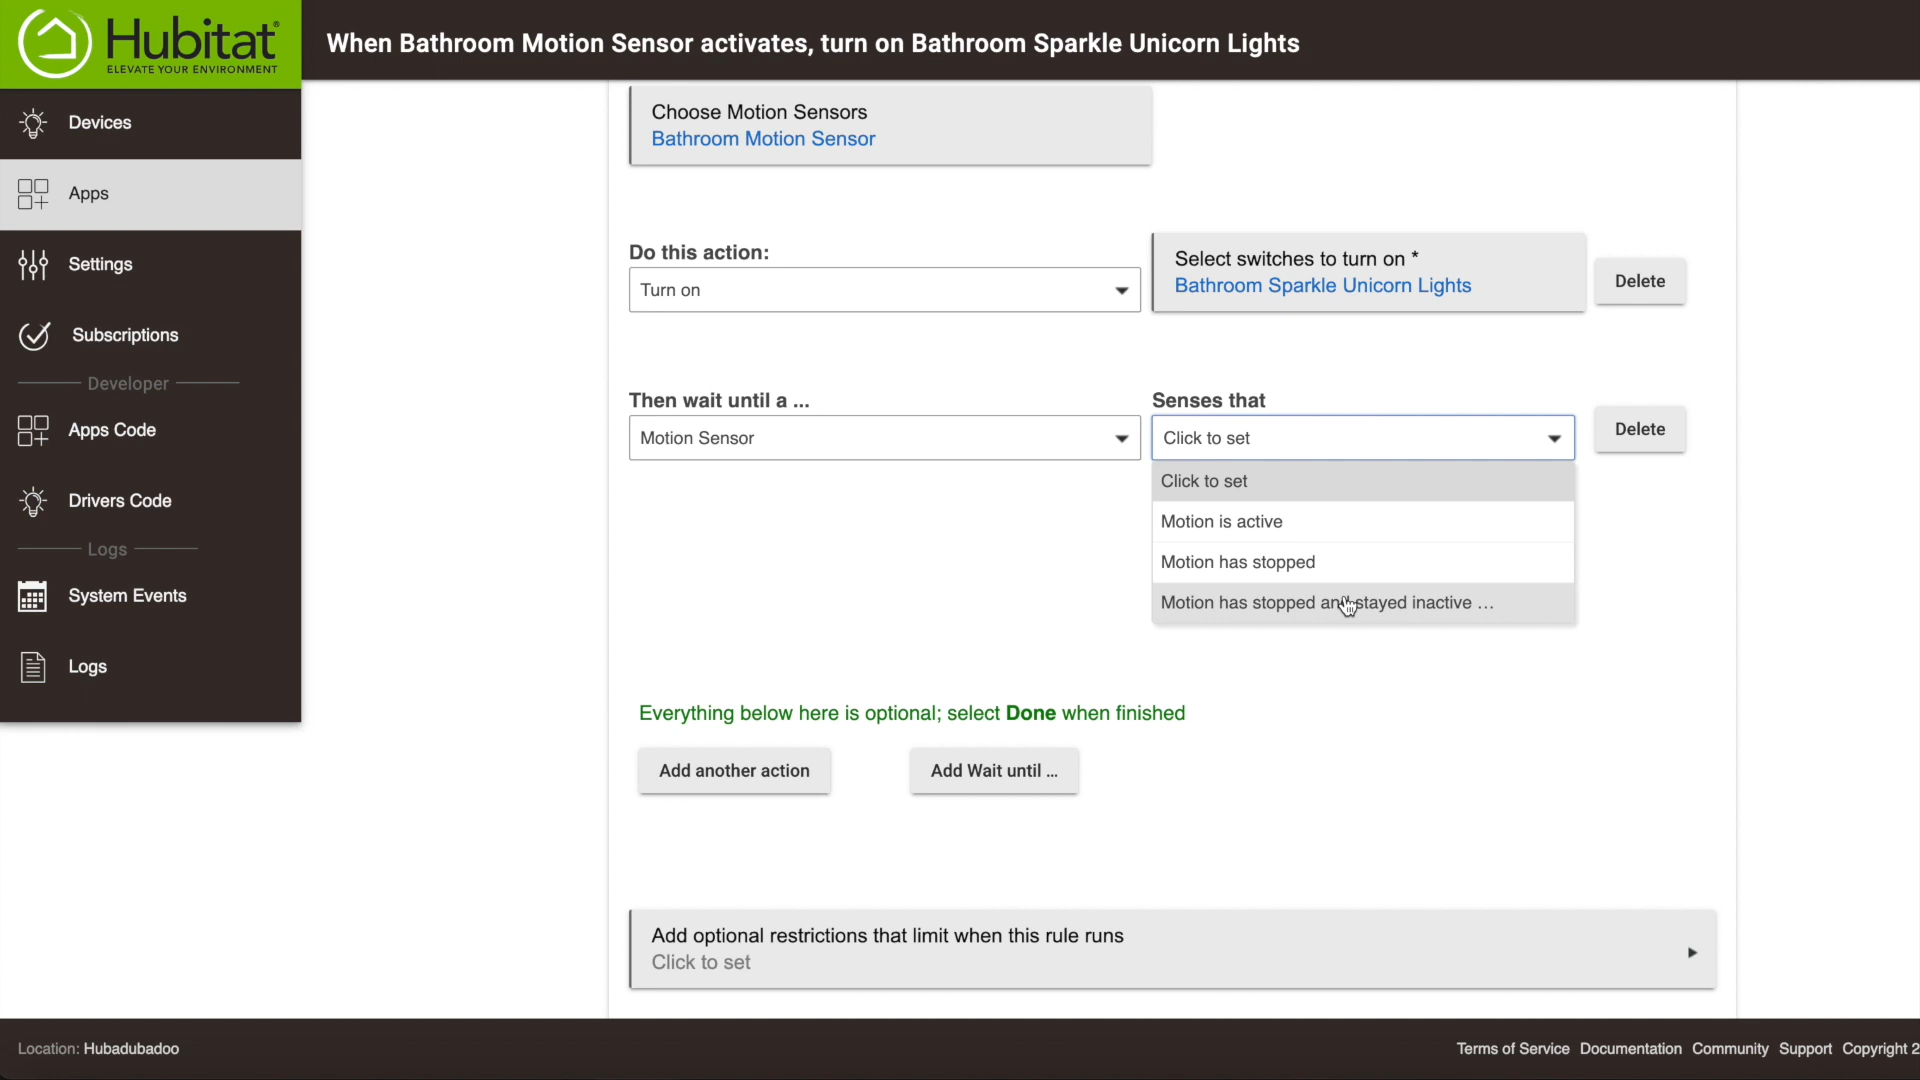 Hubitat®
ELEVATE YOUR ENVIRONMENT
When Bathroom Motion Sensor activates, turn on Bathroom Sparkle Unicorn Lights
Devices
Apps
Settings
Subscriptions
Developer
Apps Code
Drivers Code
Logs
System Events
Logs
Choose Motion Sensors
Bathroom Motion Sensor
Do this action:
Turn on
Select switches to turn on *
Bathroom Sparkle Unicorn Lights
Delete
Then wait until a ...
Motion Sensor
Senses that
Click to set
Delete
Click to set
Motion is active
Motion has stopped
Motion has stopped and stayed inactive ...
Everything below here is optional; select Done when finished
Add another action
Add Wait until ...
Add optional restrictions that limit when this rule runs
Click to set
Location: Hubadubadoo
Terms of Service Documentation Community Support Copyright 2